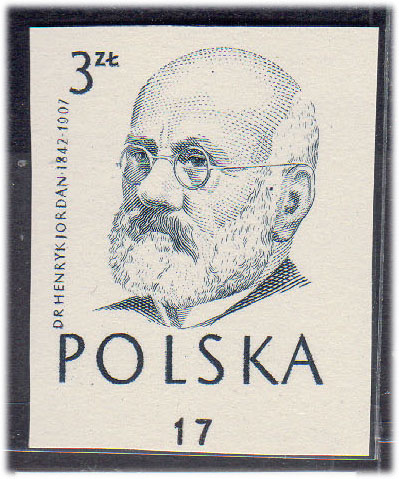 3 ZŁ
DR HENRYK JORDAN·1842-1907
POLSKA
17